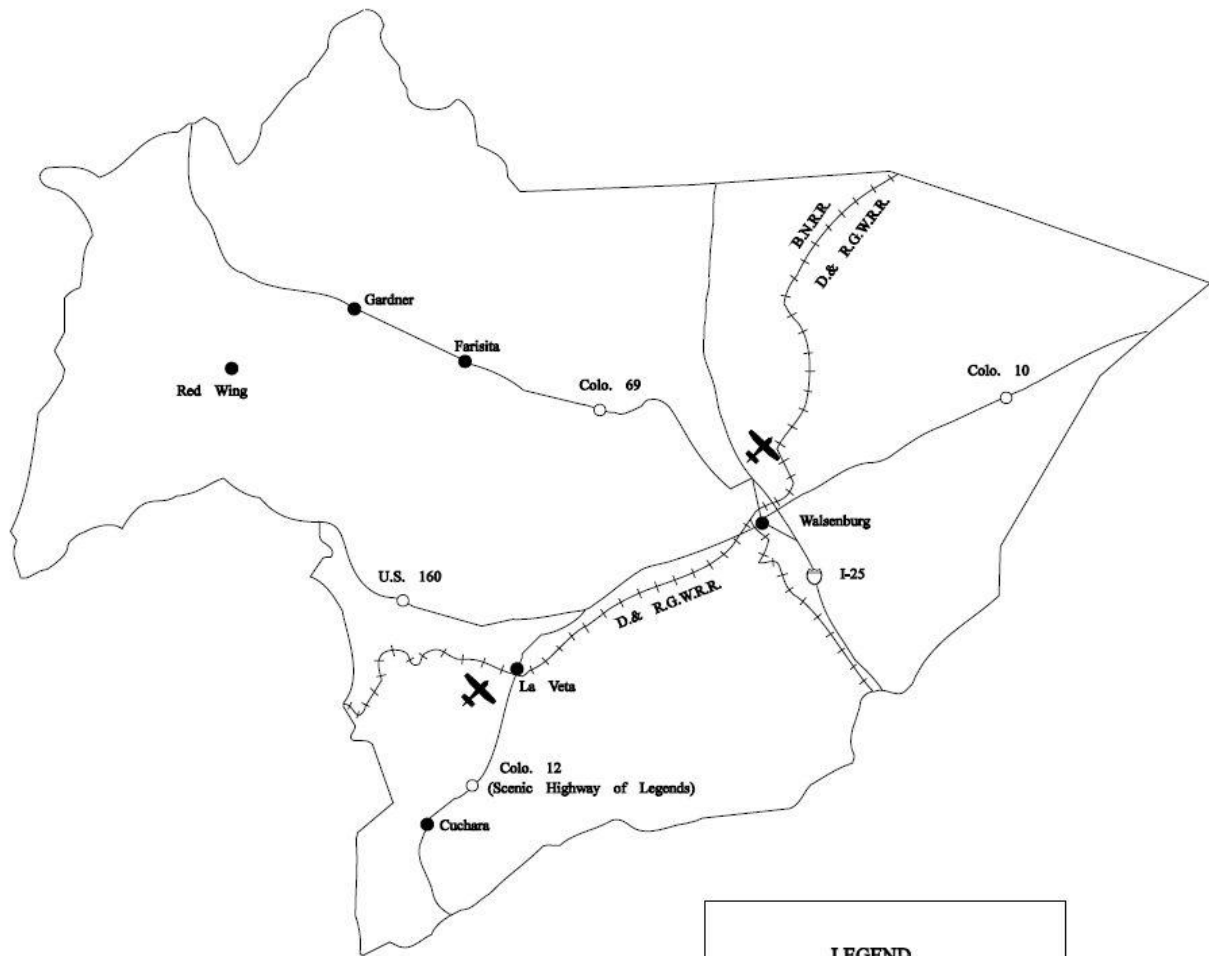 B.N.R.R.
D.& R.G.W.R.R.
Gardner
Farisita
Red Wing
Colo. 69
Colo. 10
Walsenburg
U.S. 160
I-25
D.& R.G.W.R.R.
La Veta
Colo. 12
(Scenic Highway of Legends)
Cuchara
LEGEND